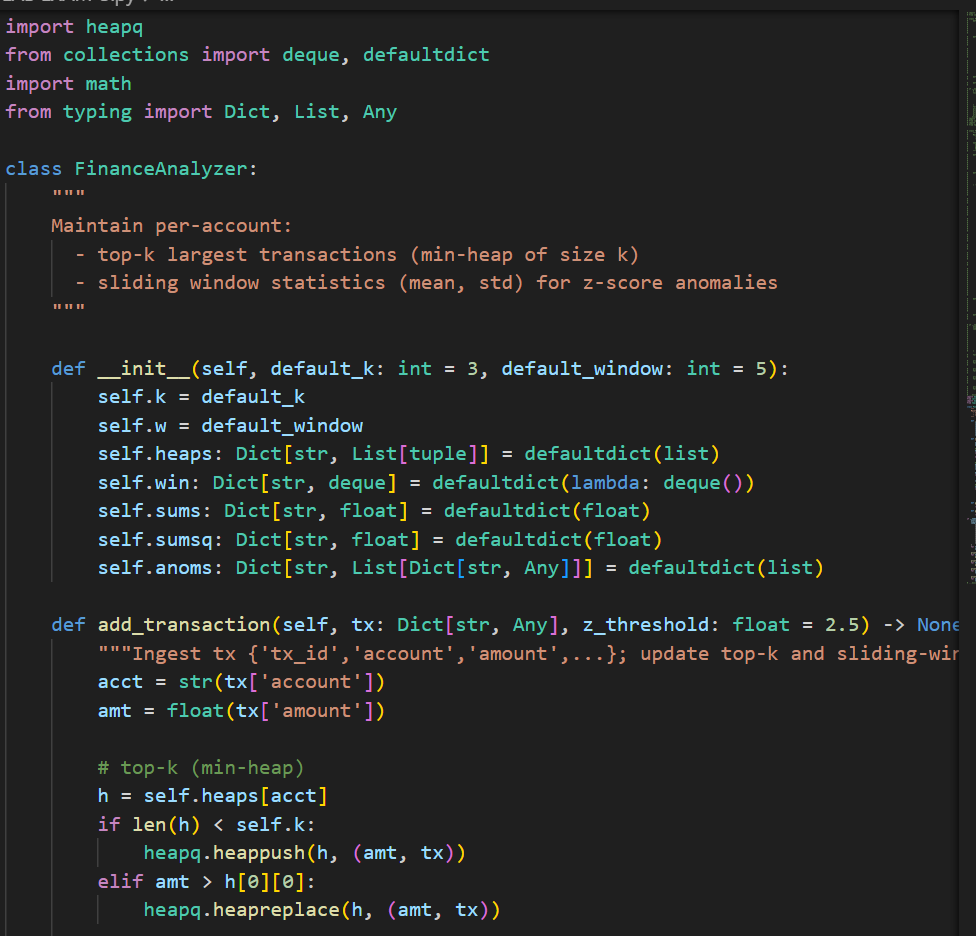 import heapq
from collections import deque, defaultdict
import math
from typing import Dict, List, Any
class FinanceAnalyzer:
    """
    Maintain per-account:
      - top-k largest transactions (min-heap of size k)
      - sliding window statistics (mean, std) for z-score anomalies
    """
    def __init__(self, default_k: int = 3, default_window: int = 5):
        self.k = default_k
        self.w = default_window
        self.heaps: Dict[str, List[tuple]] = defaultdict(list)
        self.win: Dict[str, deque] = defaultdict(lambda: deque())
        self.sums: Dict[str, float] = defaultdict(float)
        self.sumsq: Dict[str, float] = defaultdict(float)
        self.anoms: Dict[str, List[Dict[str, Any]]] = defaultdict(list)
    def add_transaction(self, tx: Dict[str, Any], z_threshold: float = 2.5) -> None
        """Ingest tx {'tx_id','account','amount',...}; update top-k and sliding-win
        acct = str(tx['account'])
        amt = float(tx['amount'])
        # top-k (min-heap)
        h = self.heaps[acct]
        if len(h) < self.k:
            heapq.heappush(h, (amt, tx))
        elif amt > h[0][0]:
            heapq.heapreplace(h, (amt, tx))